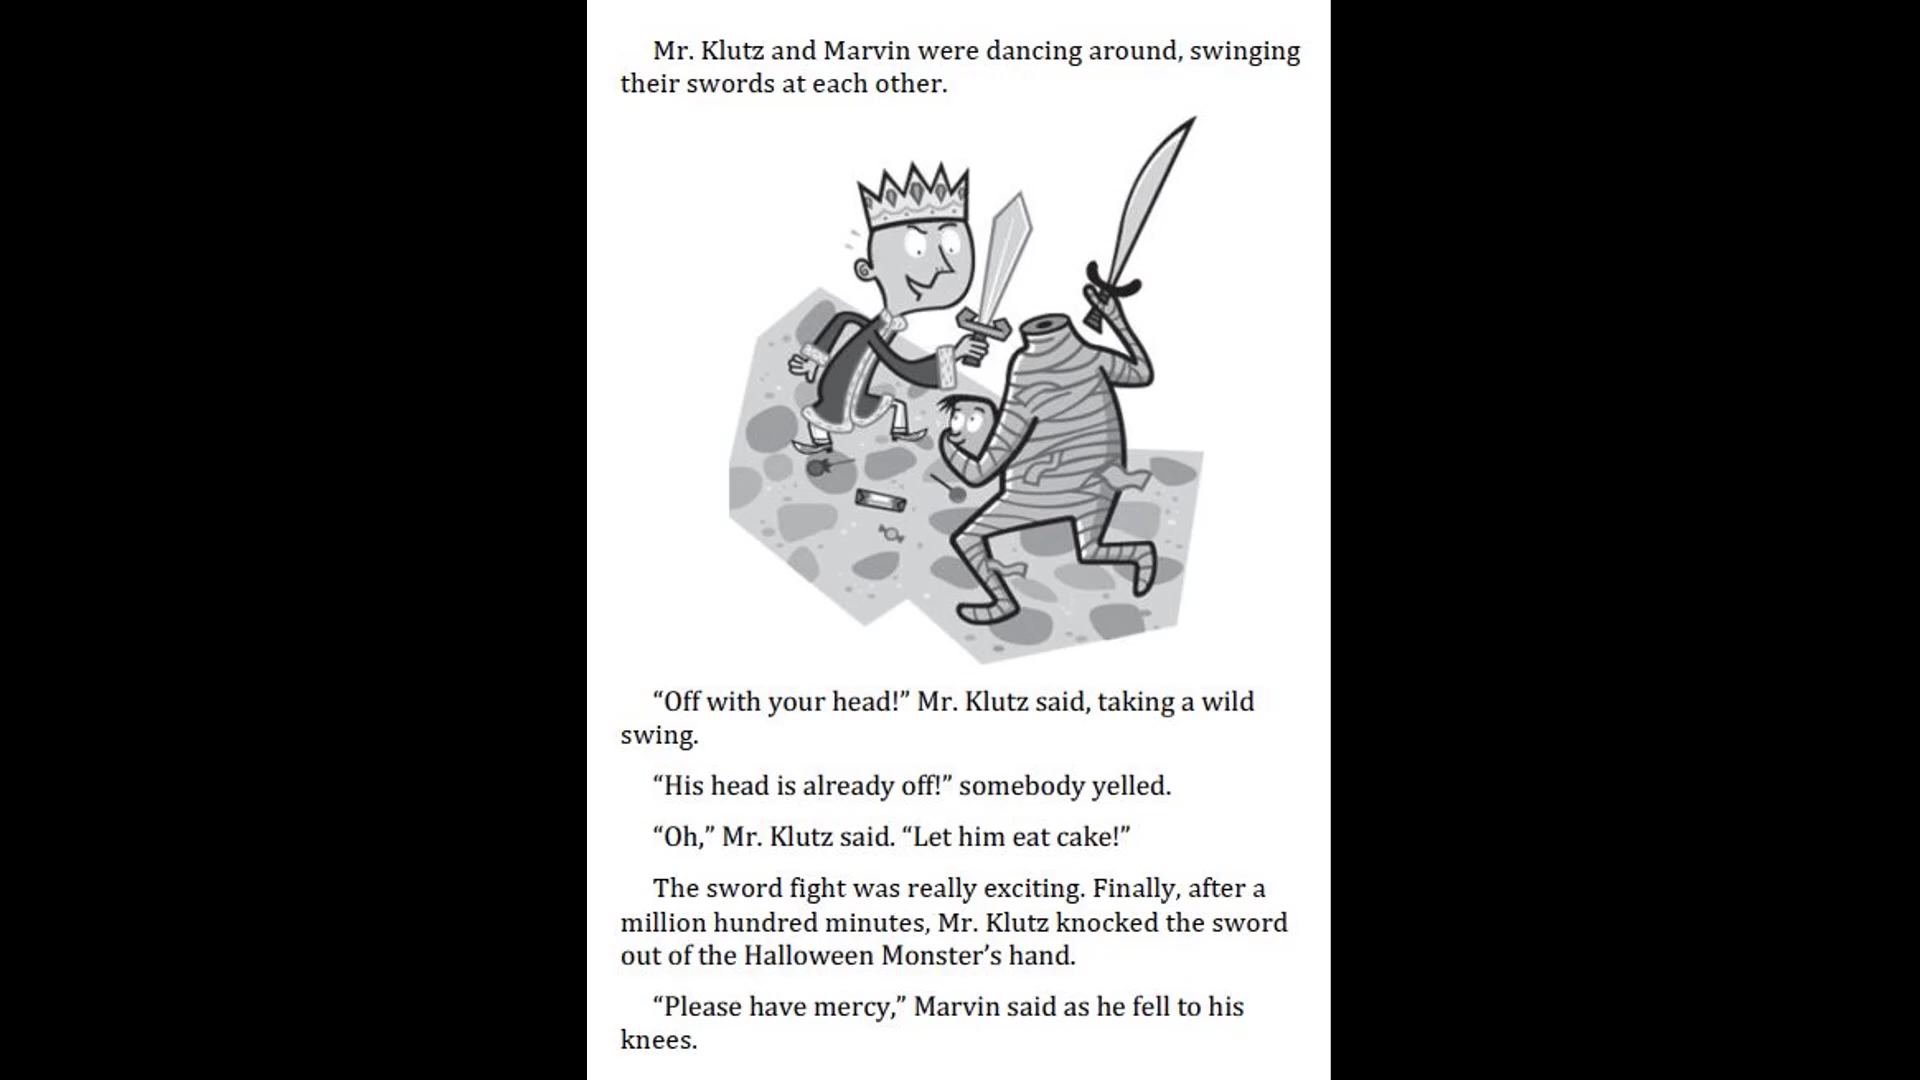 Mr. Klutz and Marvin were dancing around, swinging
their swords at each other.
“Off with your head!” Mr. Klutz said, taking a wild
swing.
“His head is already off!” somebody yelled.
“Oh,” Mr. Klutz said. “Let him eat cake!”
The sword fight was really exciting. Finally, after a
million hundred minutes, Mr. Klutz knocked the sword
out of the Halloween Monster’s hand.
“Please have mercy,” Marvin said as he fell to his
knees.